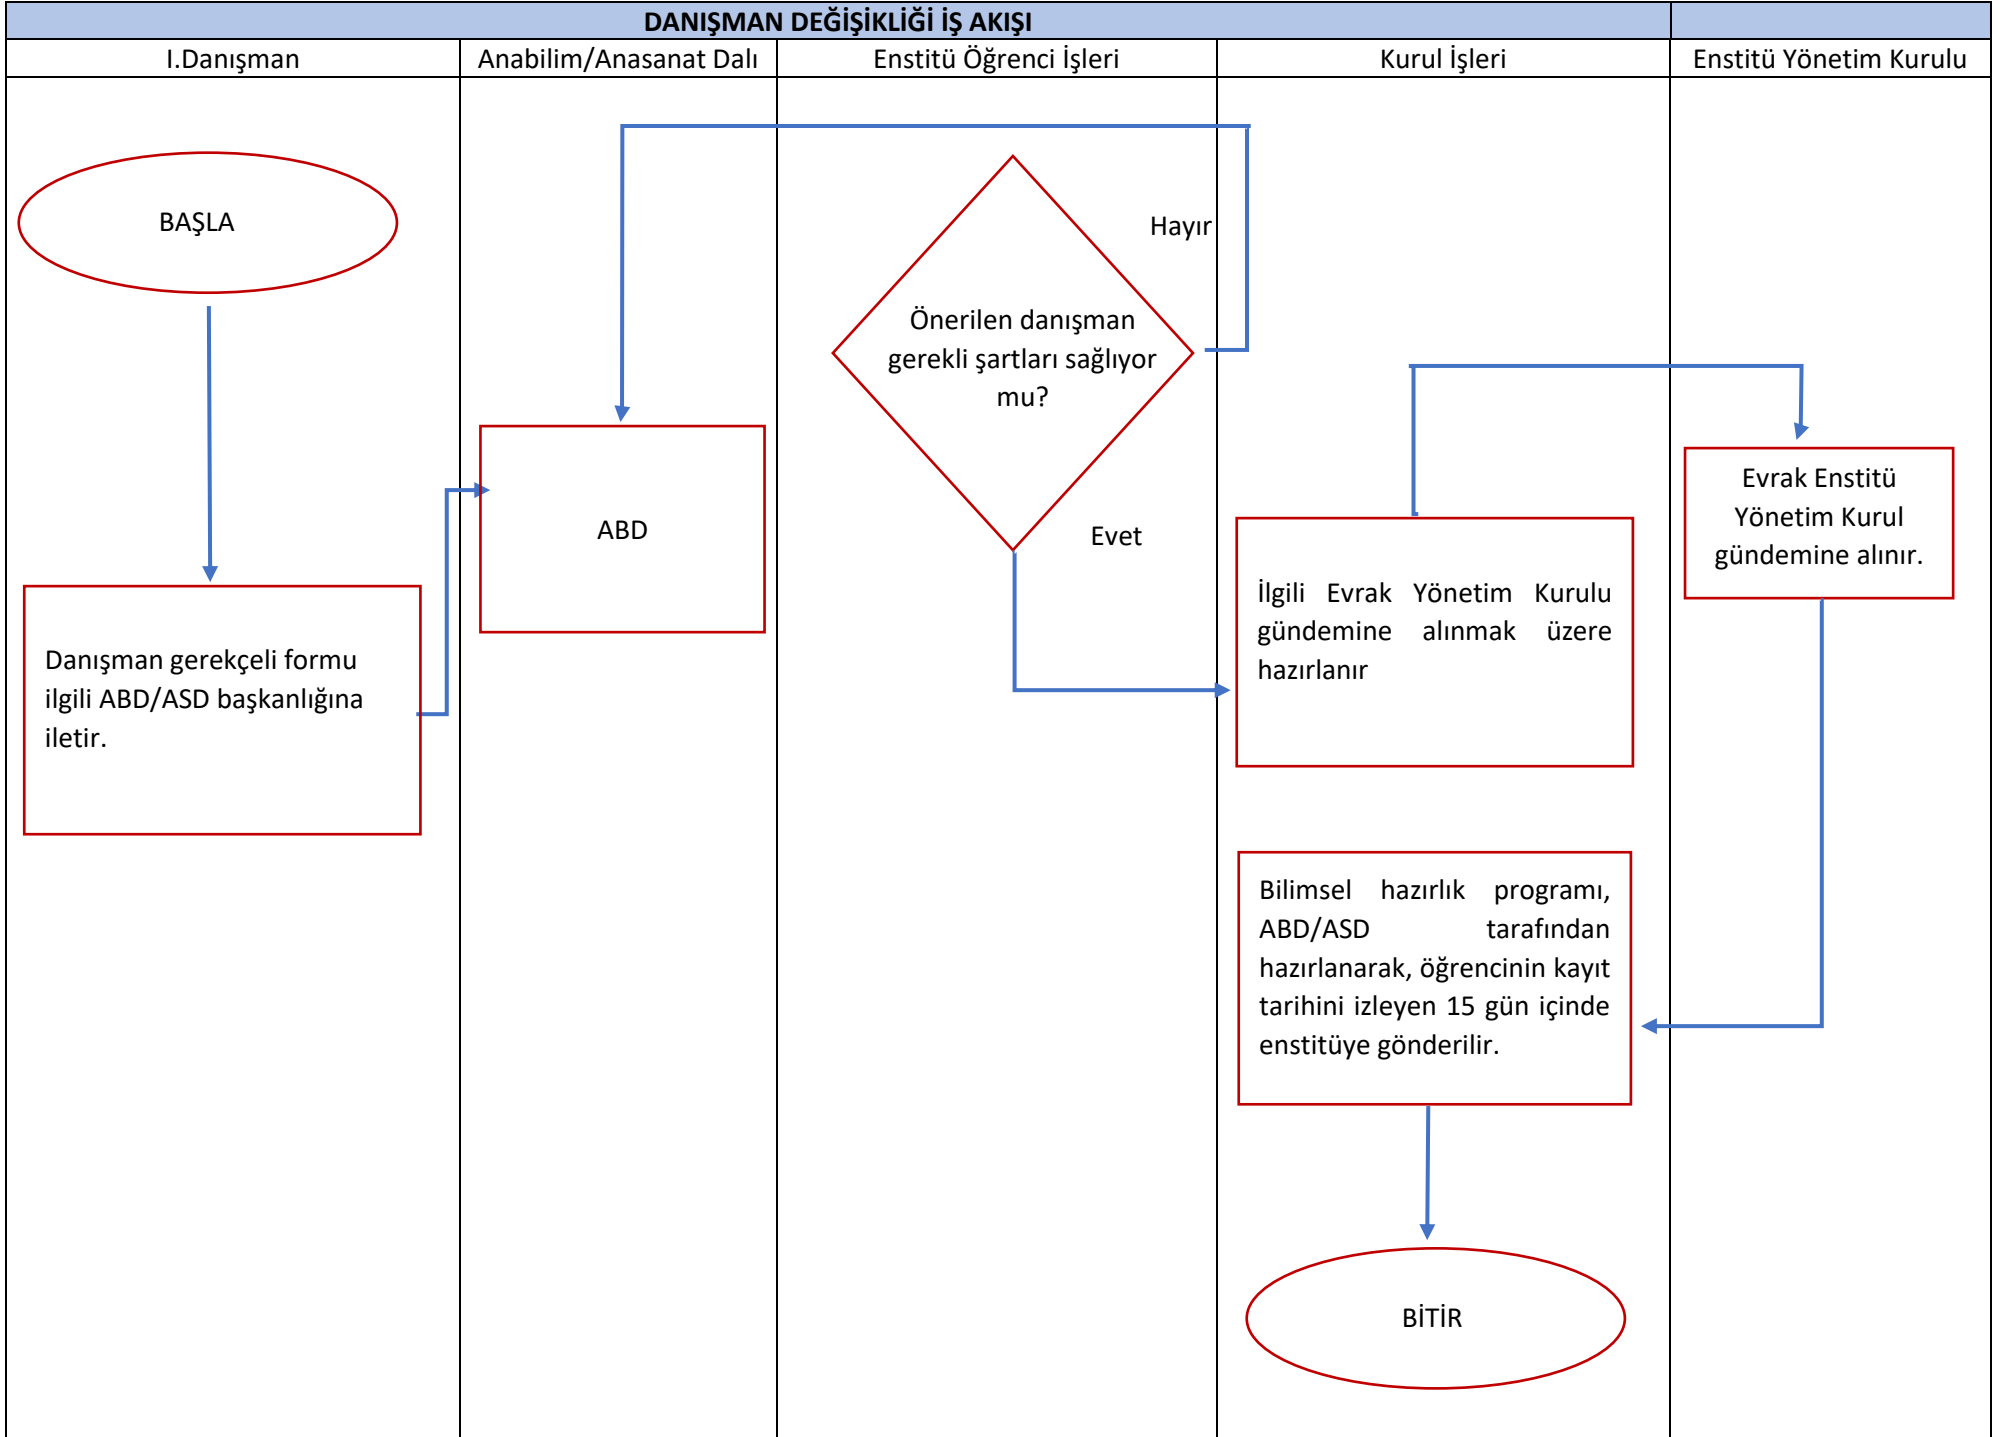 DANIŞMAN DEĞİŞİKLİĞİ İŞ AKIŞI
I.Danışman
Anabilim/Anasanat Dalı
Enstitü Öğrenci İşleri
Kurul İşleri
Enstitü Yönetim Kurulu
BAŞLA
Danışman gerekçeli formu
ilgili ABD/ASD başkanlığına
iletir.
ABD
Hayır
Önerilen danışman
gerekli şartları sağlıyor
mu?
Evet
İlgili Evrak Yönetim Kurulu
gündemine alınmak üzere
hazırlanır
Evrak Enstitü
Yönetim Kurul
gündemine alınır.
Bilimsel hazırlık programı,
ABD/ASD tarafından
hazırlanarak, öğrencinin kayıt
tarihini izleyen 15 gün içinde
enstitüye gönderilir.
BİTİR